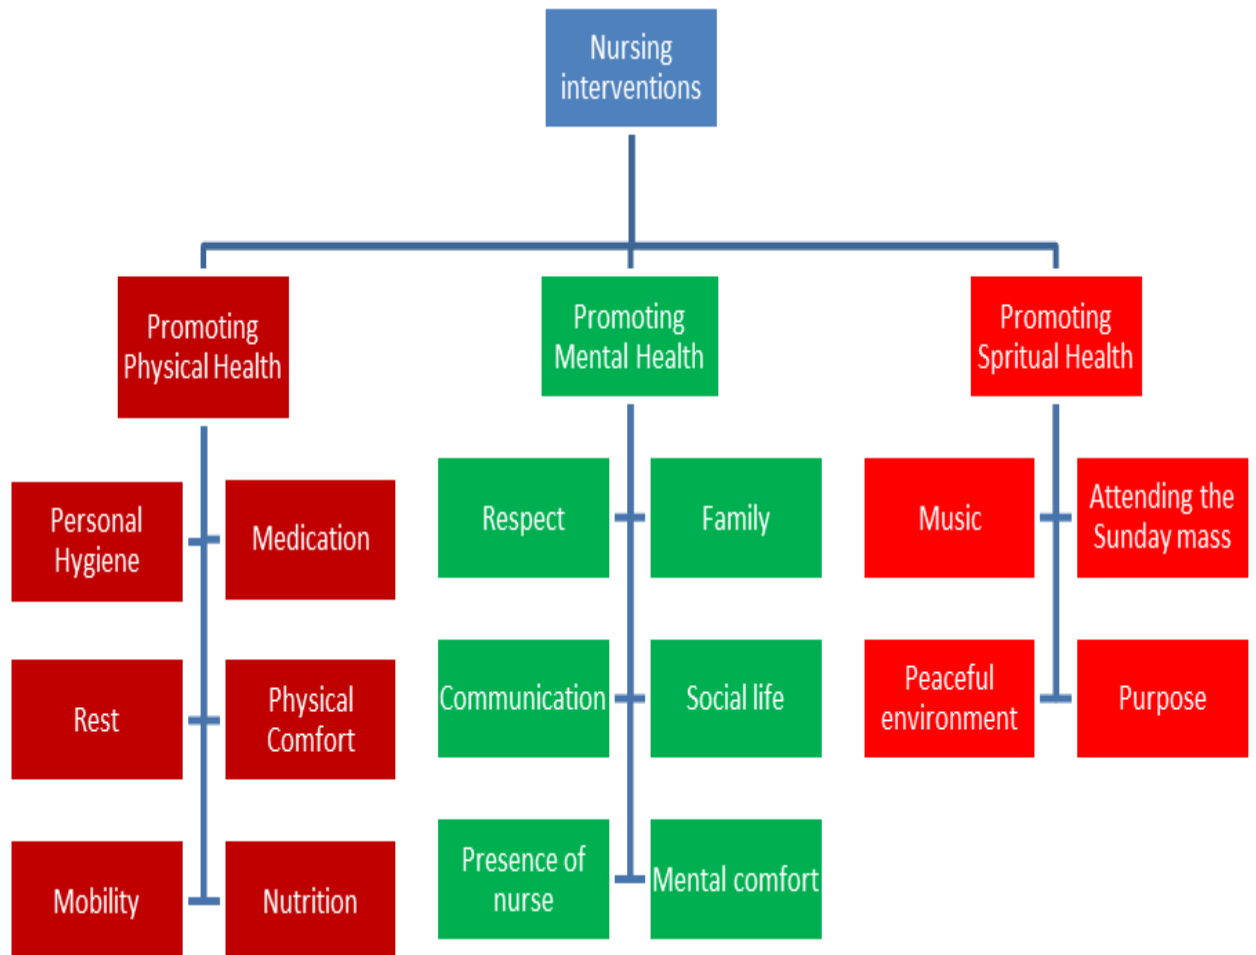 Nursing
interventions
Promoting
Physical Health
Promoting
Mental Health
Promoting
Spritual Health
Personal
Hygiene
Medication
Rest
Physical
Comfort
Mobility
Nutrition
Respect
Family
Communication
Social life
Presence of
nurse
Mental comfort
Music
Attending the
Sunday mass
Peaceful
environment
Purpose